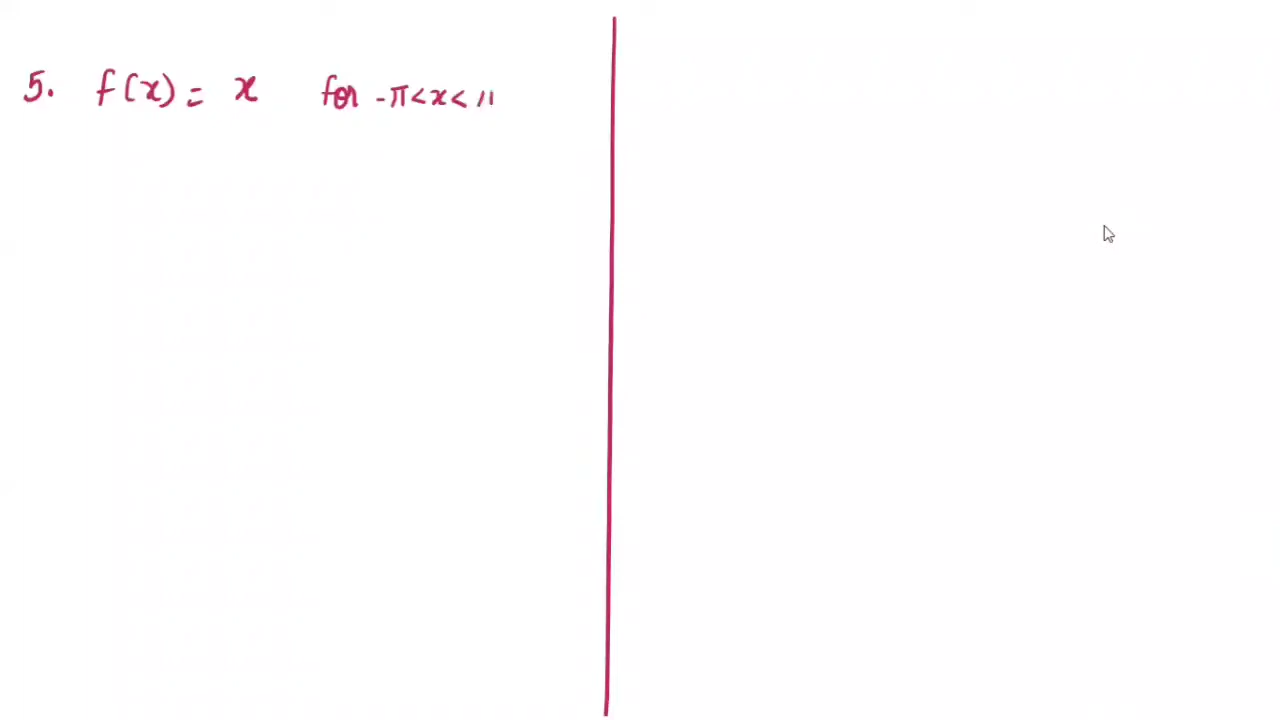 5. f(x) = x for -π<x<π